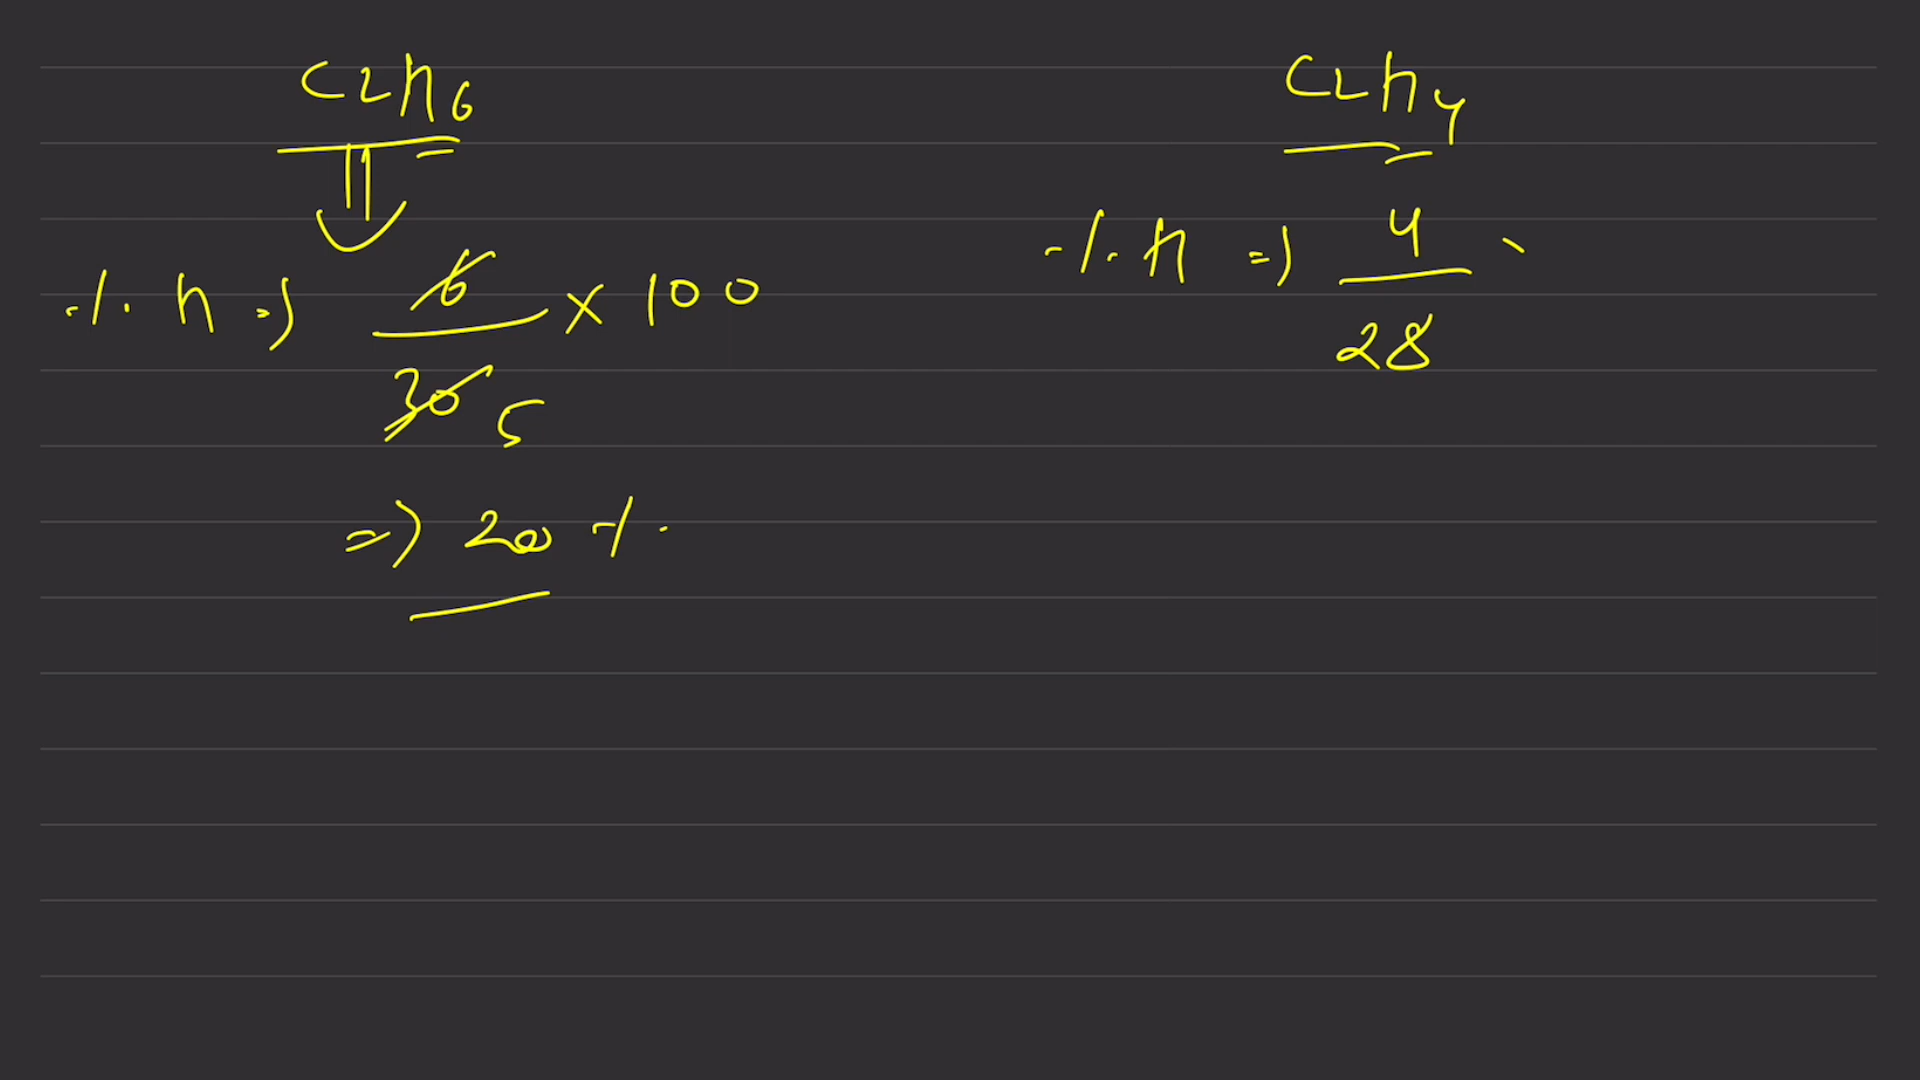 C2H6
% H => 6/30 5 × 100
=> 20 %
C2H4
% H => 4/28